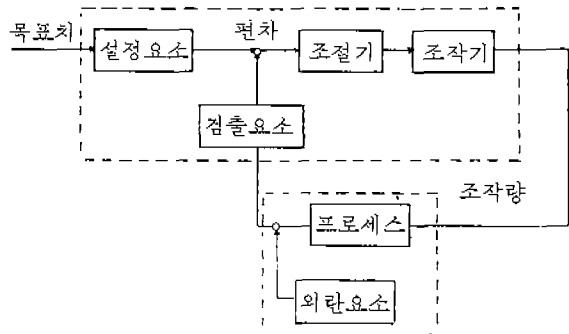 목표치
설정요소
편차
조절기
조작기
검출요소
조작량
프로세스
외란요소